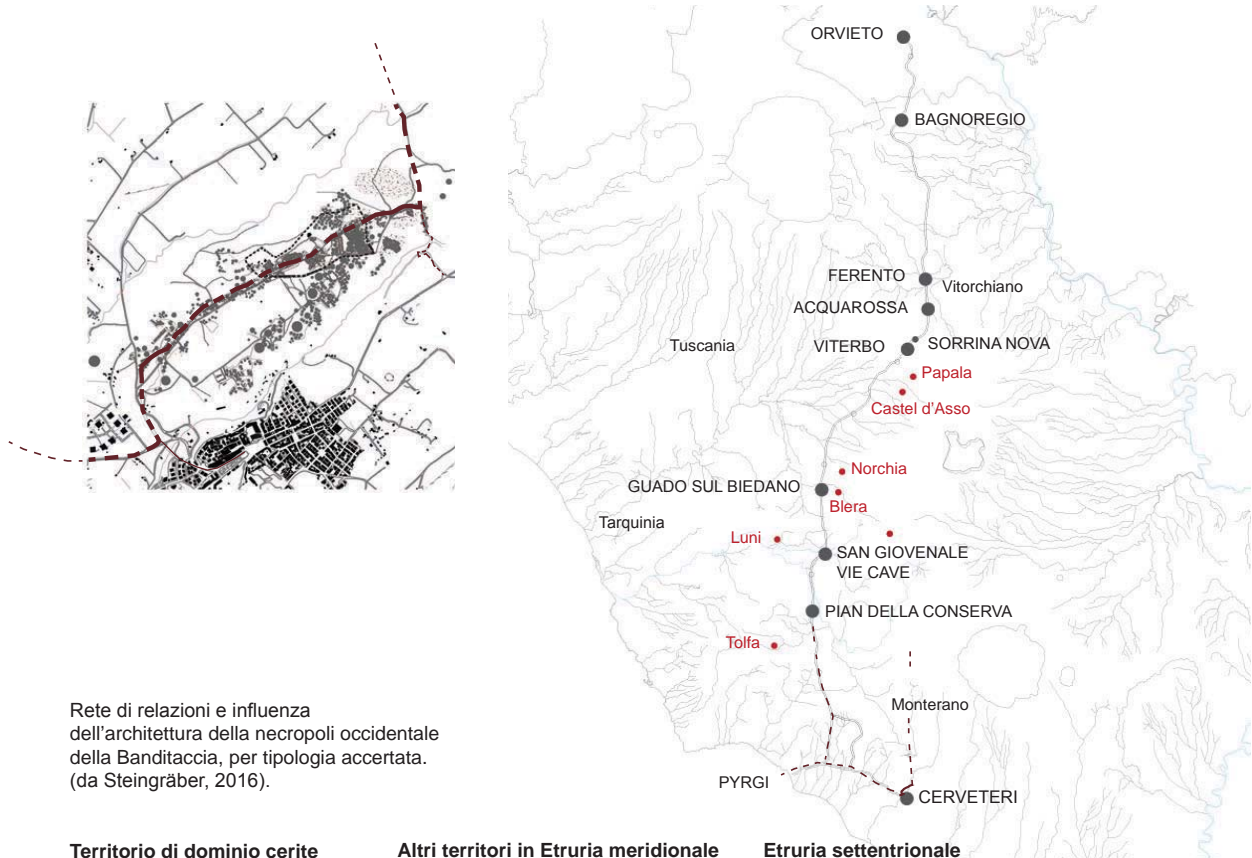 ORVIETO
BAGNOREGIO
FERENTO
Vitorchiano
ACQUAROSSA
VITERBO
SORRINA NOVA
Tuscania
Papala
Castel d'Asso
Norchia
GUADO SUL BIEDANO
Blera
Tarquinia
Luni
SAN GIOVENALE
VIE CAVE
PIAN DELLA CONSERVA
Tolfa
Monterano
PYRGI
CERVETERI
Rete di relazioni e influenza
dell'architettura della necropoli occidentale
della Banditaccia, per tipologia accertata.
(da Steingräber, 2016).
Territorio di dominio cerite
Altri territori in Etruria meridionale
Etruria settentrionale